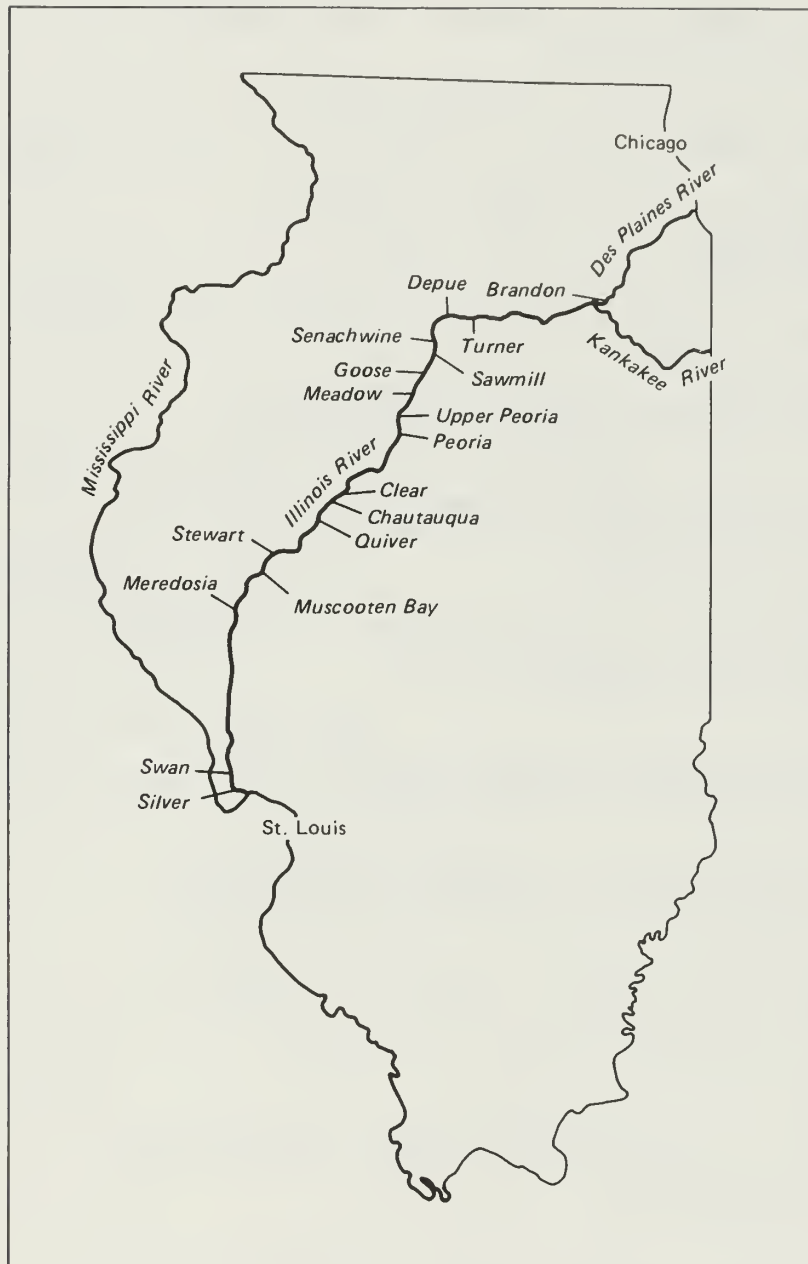 Chicago
Des Plaines River
Depue
Brandon
Senachwine
Turner
Kankakee River
Goose
Sawmill
Meadow
Mississippi River
Upper Peoria
Peoria
Illinois River
Clear
Chautauqua
Stewart
Quiver
Meredosia
Muscooten Bay
Swan
Silver
St. Louis